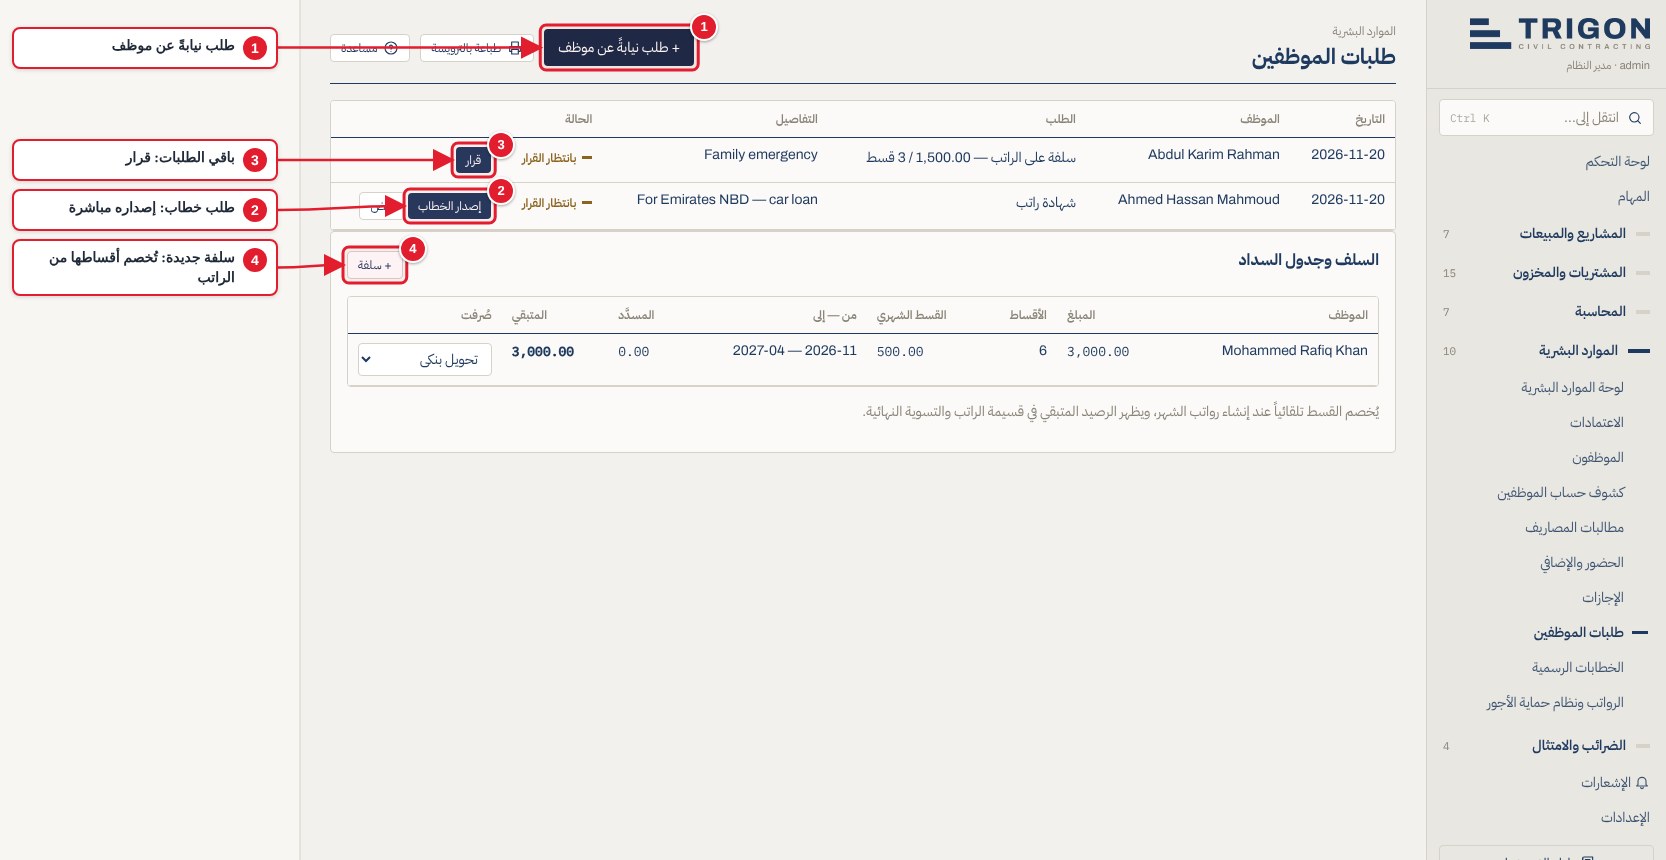 TRIGON
CIVIL CONTRACTING
admin · مدير النظام
انتقل إلى...
Ctrl K
لوحة التحكم
المهام
المشاريع والمبيعات
7
المشتريات والمخزون
15
المحاسبة
7
الموارد البشرية
10
لوحة الموارد البشرية
الاعتمادات
الموظفون
كشوف حساب الموظفين
مطالبات المصاريف
الحضور والإضافي
الإجازات
طلبات الموظفين
الخطابات الرسمية
الرواتب ونظام حماية الأجور
الضرائب والامتثال
4
الإشعارات
الإعدادات
الموارد البشرية
طلبات الموظفين
+ طلب نيابةً عن موظف
1
طباعة بالترويسة
مساعدة
التاريخ
الموظف
الطلب
التفاصيل
الحالة
2026-11-20
Abdul Karim Rahman
سلفة على الراتب — 1,500.00 / 3 قسط
Family emergency
بانتظار القرار
قرار
3
2026-11-20
Ahmed Hassan Mahmoud
شهادة راتب
For Emirates NBD — car loan
بانتظار القرار
إصدار الخطاب
2
السلف وجدول السداد
+ سلفة
4
الموظف
المبلغ
الأقساط
القسط الشهري
من — إلى
المسدَّد
المتبقي
صُرفت
Mohammed Rafiq Khan
3,000.00
6
500.00
2026-11 — 2027-04
0.00
3,000.00
تحويل بنكي
يُخصم القسط تلقائياً عند إنشاء رواتب الشهر، ويظهر الرصيد المتبقي في قسيمة الراتب والتسوية النهائية.
1 طلب نيابةً عن موظف
3 باقي الطلبات: قرار
2 طلب خطاب: إصداره مباشرة
4 سلفة جديدة: تُخصم أقساطها من
الراتب